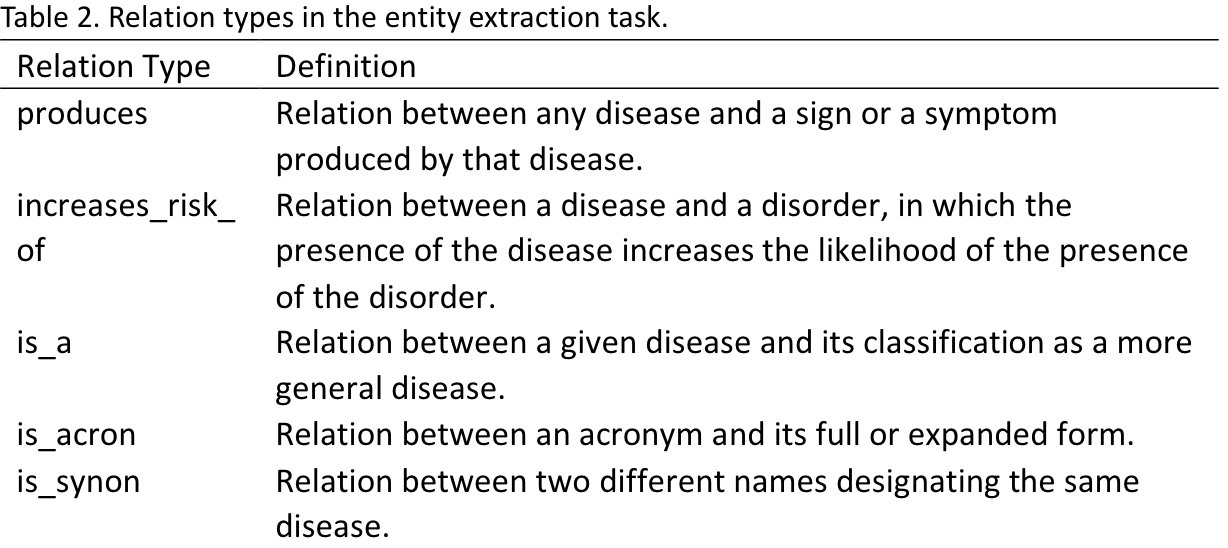 Table 2. Relation types in the entity extraction task.
Relation Type Definition
produces Relation between any disease and a sign or a symptom
produced by that disease.
increases_risk_ Relation between a disease and a disorder, in which the
of presence of the disease increases the likelihood of the presence
of the disorder.
is_a Relation between a given disease and its classification as a more
general disease.
is_acron Relation between an acronym and its full or expanded form.
is_synon Relation between two different names designating the same
disease.